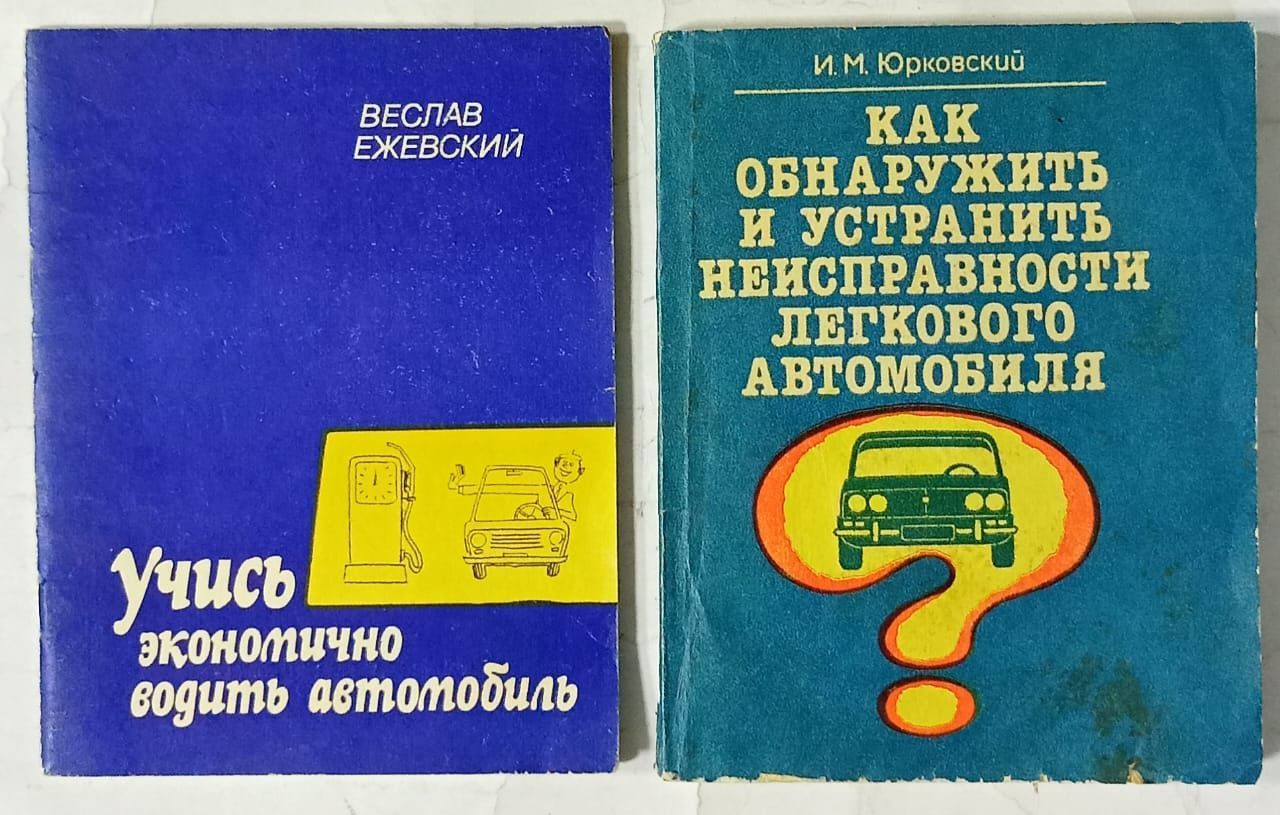 ВЕСЛАВ
ЕЖЕВСКИЙ
Учись
экономично
водить автомобиль
И. М. Юрковский
КАК
ОБНАРУЖИТЬ
И УСТРАНИТЬ
НЕИСПРАВНОСТИ
ЛЕГКОВОГО
АВТОМОБИЛЯ
?